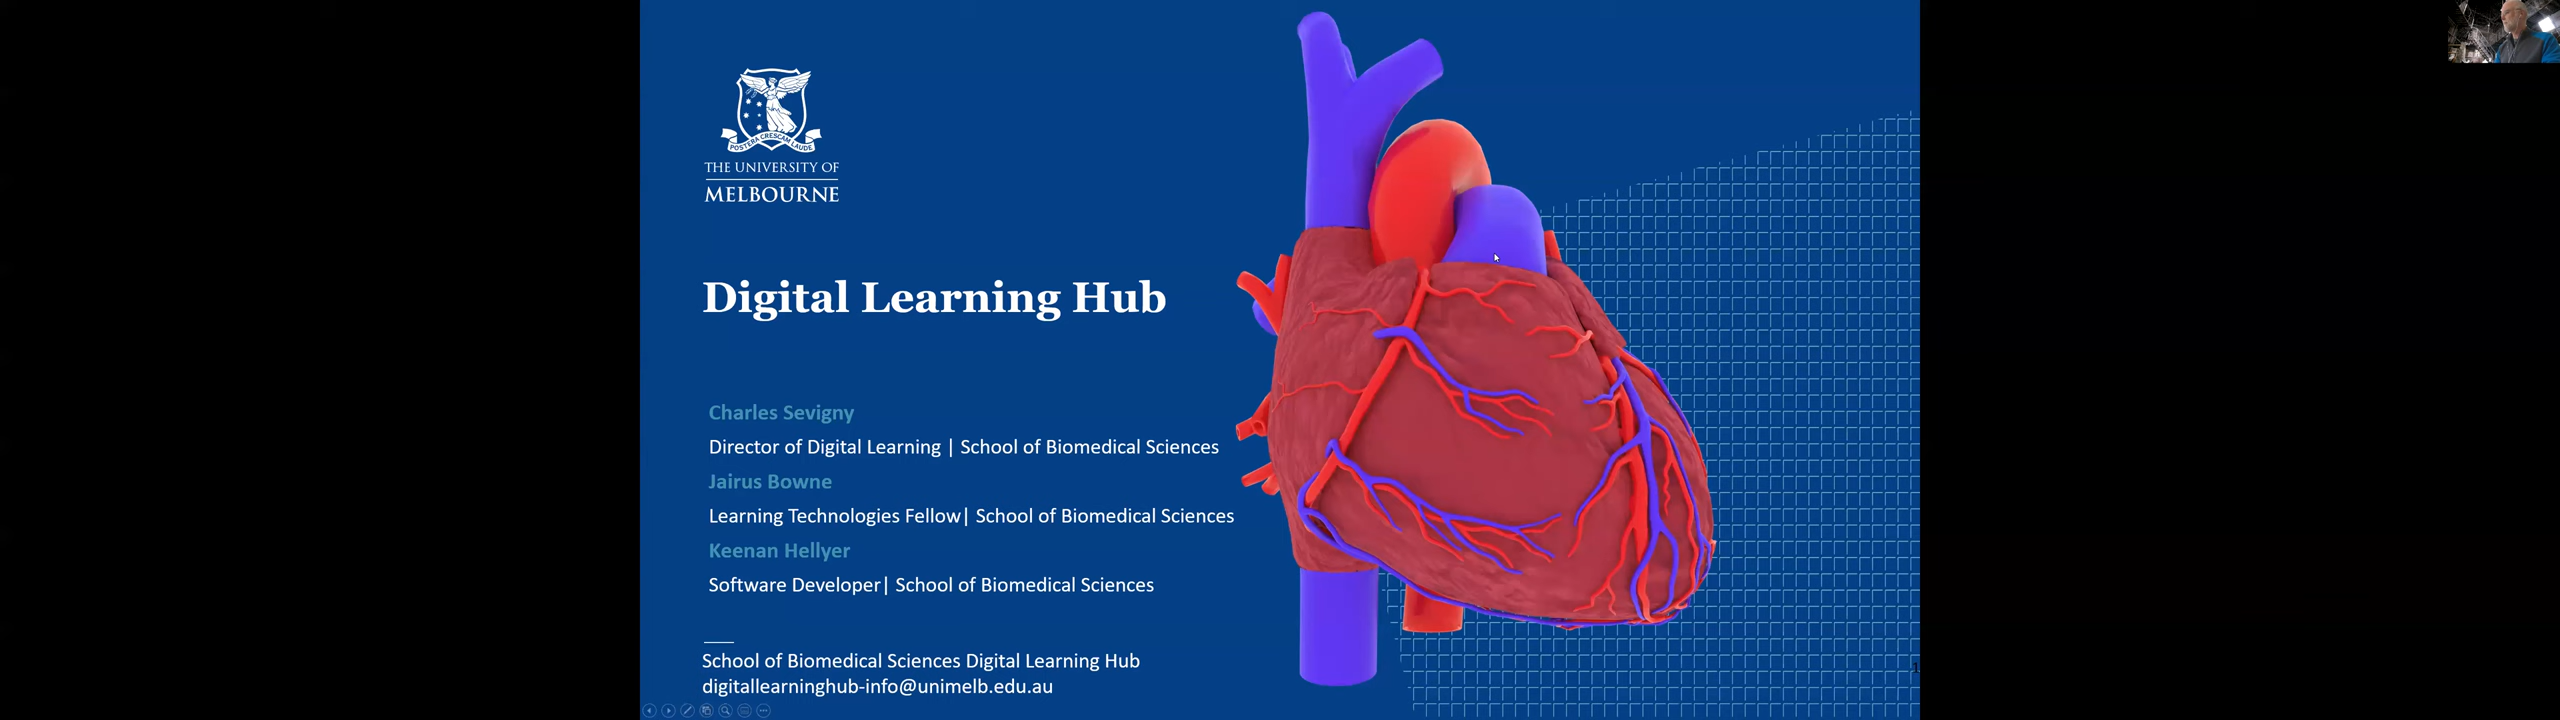 POSTERA CRESCAM LAUDE
THE UNIVERSITY OF
MELBOURNE
Digital Learning Hub
Charles Sevigny
Director of Digital Learning | School of Biomedical Sciences
Jairus Bowne
Learning Technologies Fellow| School of Biomedical Sciences
Keenan Hellyer
Software Developer| School of Biomedical Sciences
School of Biomedical Sciences Digital Learning Hub
digitallearninghub-info@unimelb.edu.au
1